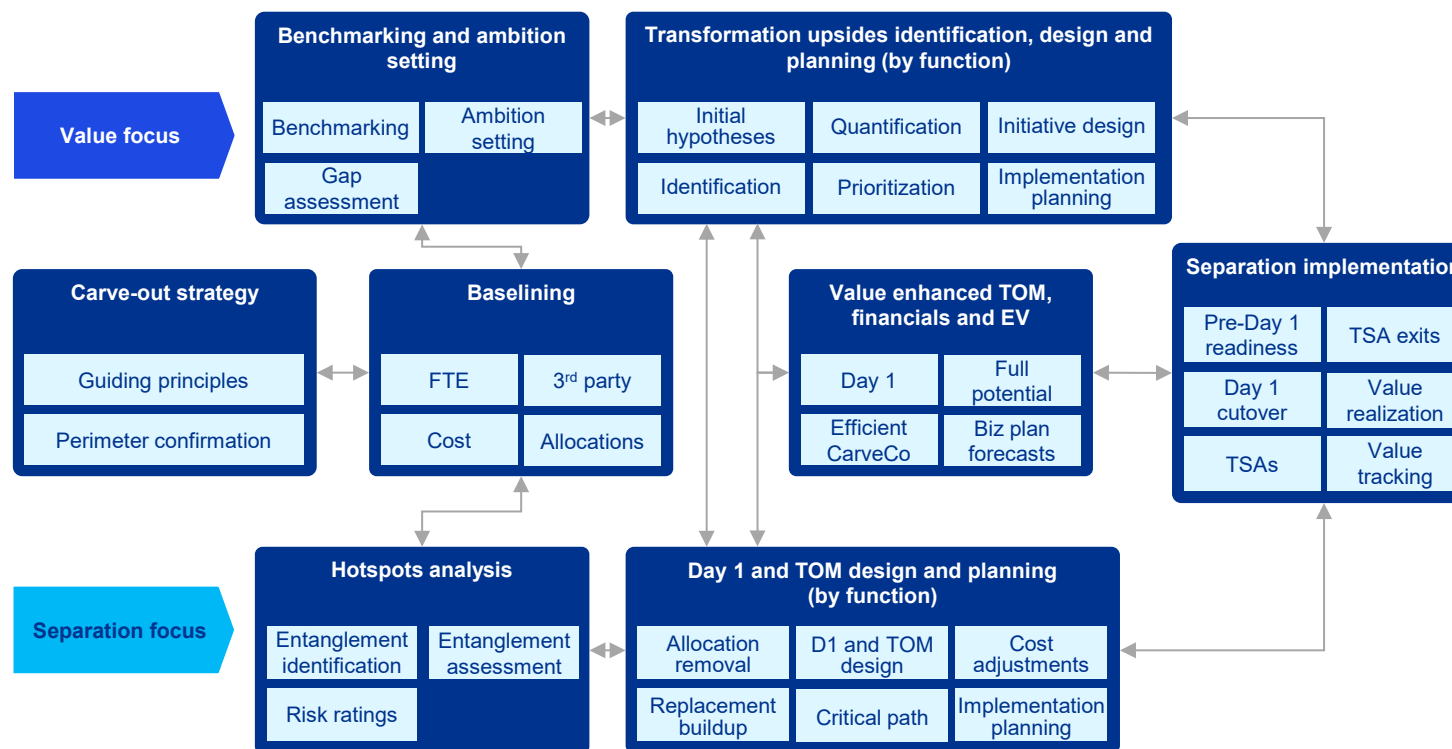 Benchmarking and ambition
setting
Benchmarking
Ambition
setting
Gap
assessment
Transformation upsides identification, design and
planning (by function)
Initial
hypotheses
Quantification
Initiative design
Identification
Prioritization
Implementation
planning
Value focus
Carve-out strategy
Guiding principles
Perimeter confirmation
Baselining
FTE
3rd party
Cost
Allocations
Value enhanced TOM,
financials and EV
Day 1
Full
potential
Efficient
CarveCo
Biz plan
forecasts
Separation implementation
Pre-Day 1
readiness
TSA exits
Day 1
cutover
Value
realization
TSAs
Value
tracking
Separation focus
Hotspots analysis
Entanglement
identification
Entanglement
assessment
Risk ratings
Day 1 and TOM design and planning
(by function)
Allocation
removal
D1 and TOM
design
Cost
adjustments
Replacement
buildup
Critical path
Implementation
planning